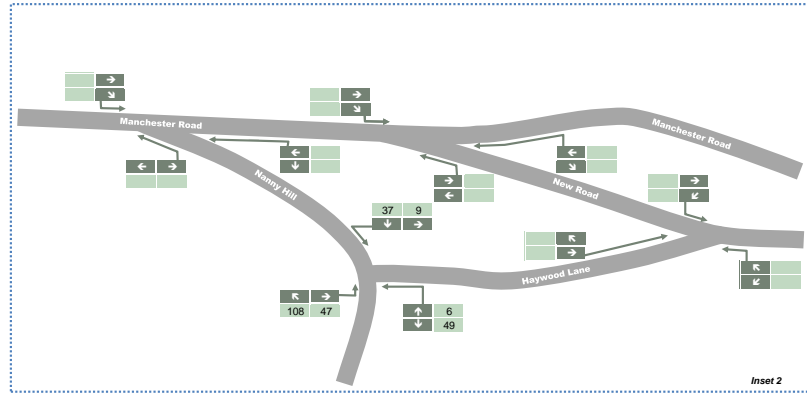 Manchester Road
Manchester Road
Nanny Hill
New Road
37 9
Haywood Lane
108 47
6
49
Inset 2